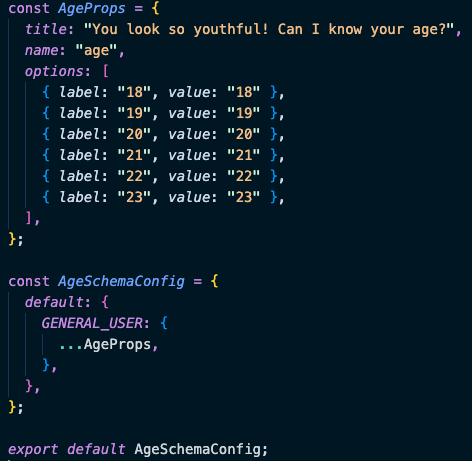 const AgeProps = {
  title: "You look so youthful! Can I know your age?",
  name: "age",
  options: [
    { label: "18", value: "18" },
    { label: "19", value: "19" },
    { label: "20", value: "20" },
    { label: "21", value: "21" },
    { label: "22", value: "22" },
    { label: "23", value: "23" },
  ],
};

const AgeSchemaConfig = {
  default: {
    GENERAL_USER: {
      ...AgeProps,
    },
  },
};

export default AgeSchemaConfig;